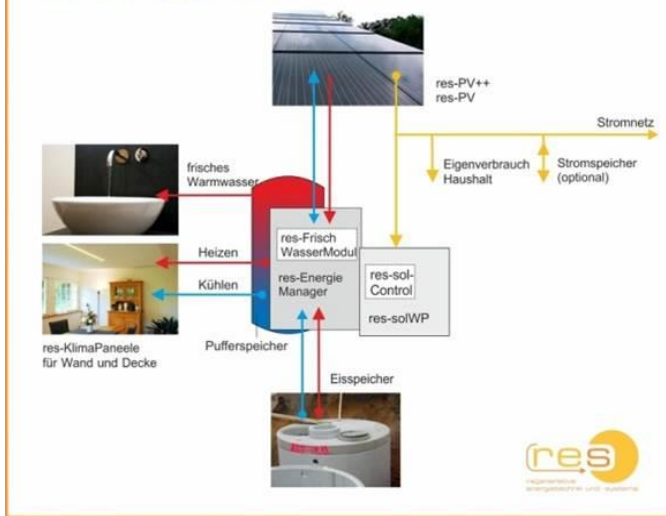 res-PV++
res-PV
Stromnetz
Eigenverbrauch
Haushalt
Stromspeicher
(optional)
frisches
Warmwasser
Heizen
Kühlen
res-Frisch
WasserModul
res-Energie
Manager
res-sol-
Control
res-solWP
res-KlimaPaneele
für Wand und Decke
Pufferspeicher
Eisspeicher
res
regenerative
energietechnik und systeme